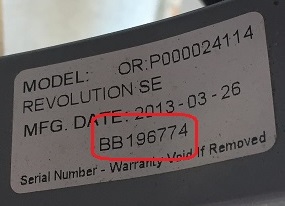 MODEL: OR:P000024114
REVOLUTION SE
MFG. DATE: 2013-03-26
BB196774
Serial Number - Warranty Void If Removed